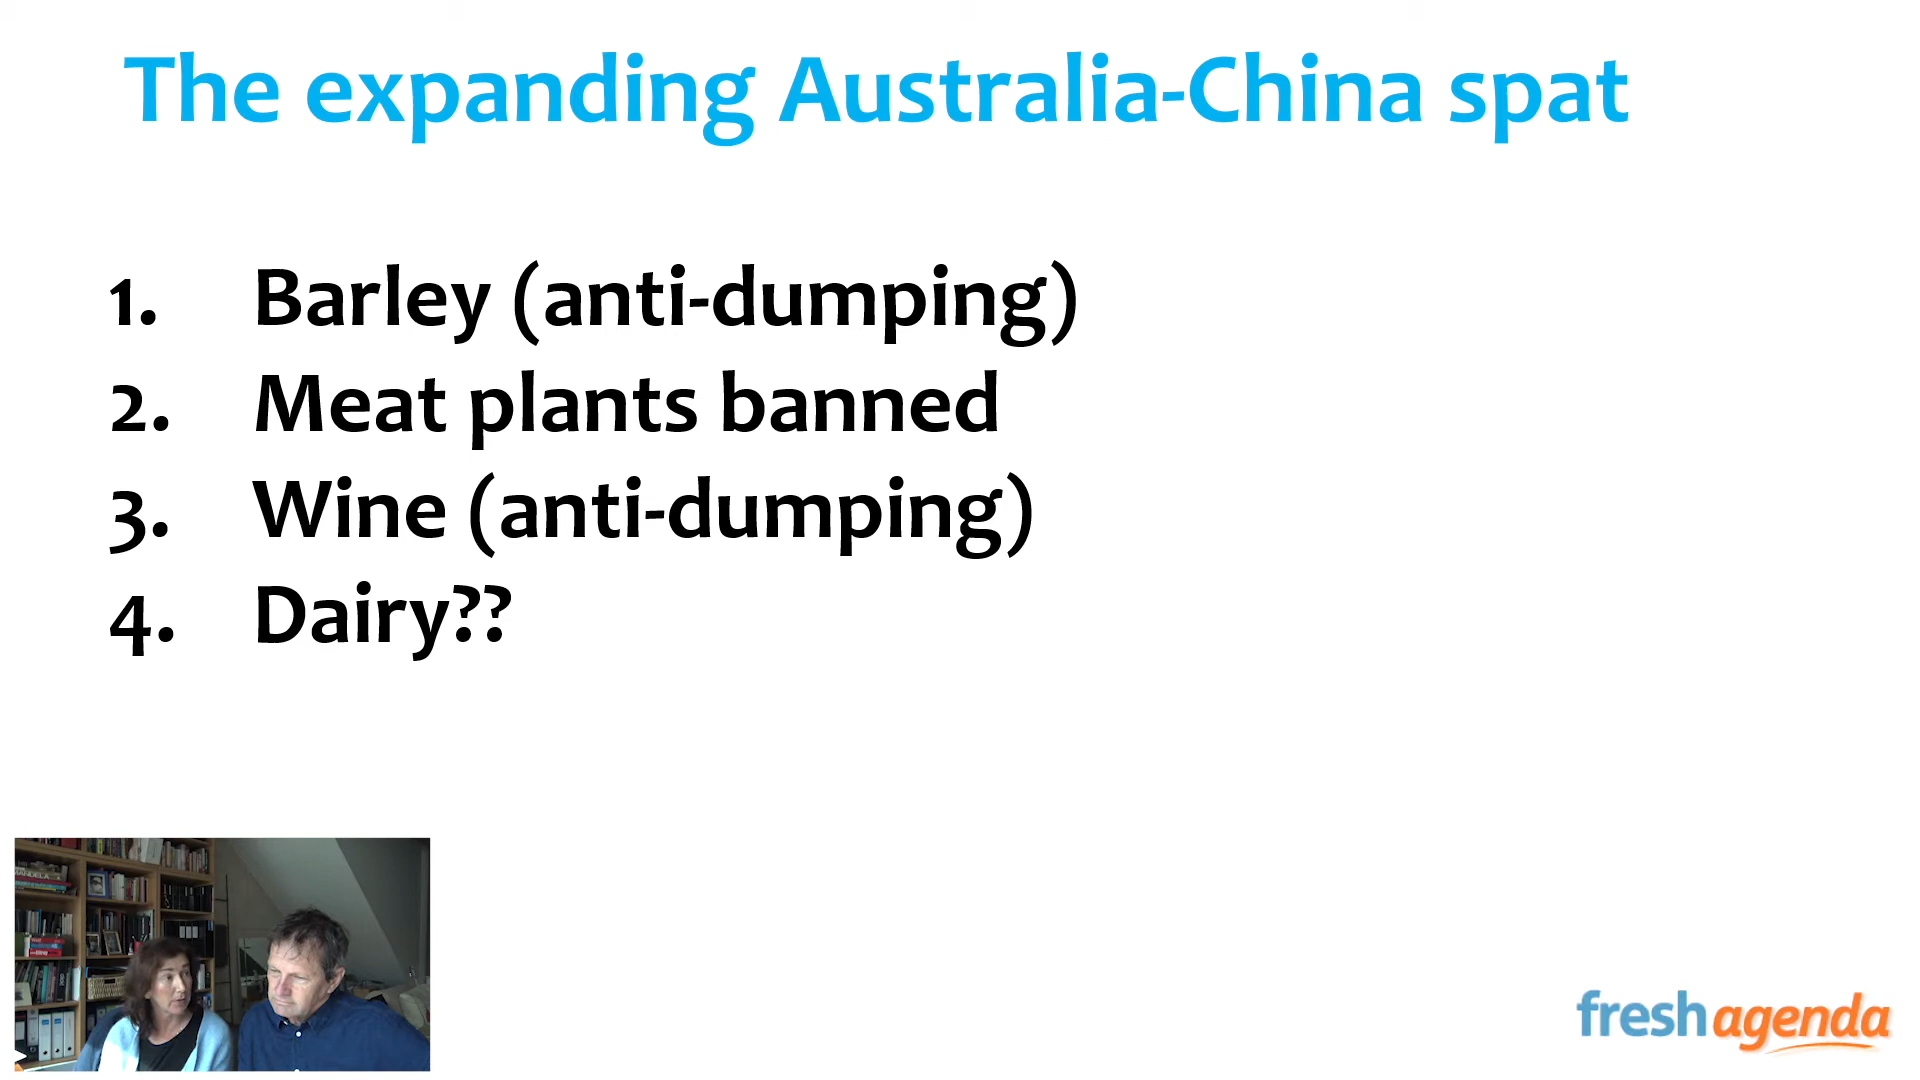 The expanding Australia-China spat
1. Barley (anti-dumping)
2. Meat plants banned
3. Wine (anti-dumping)
4. Dairy??
MANDELA
freshagenda